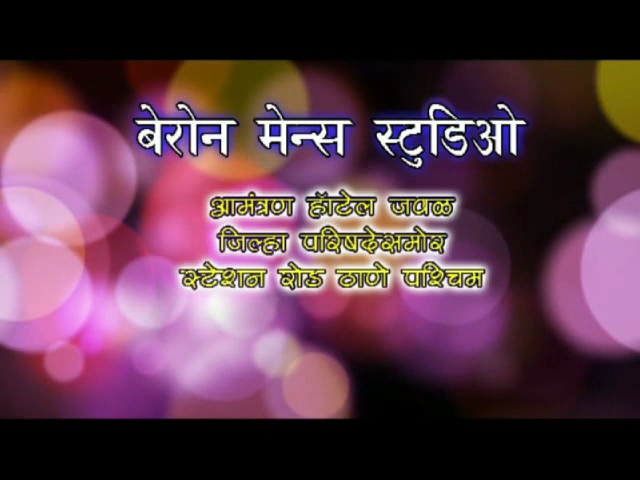 बेरोन मेन्स स्टुडिओ
आमंत्रण हॉटेल जवळ
जिल्हा परिषदेसमोर
स्टेशन रोड ठाणे पश्चिम